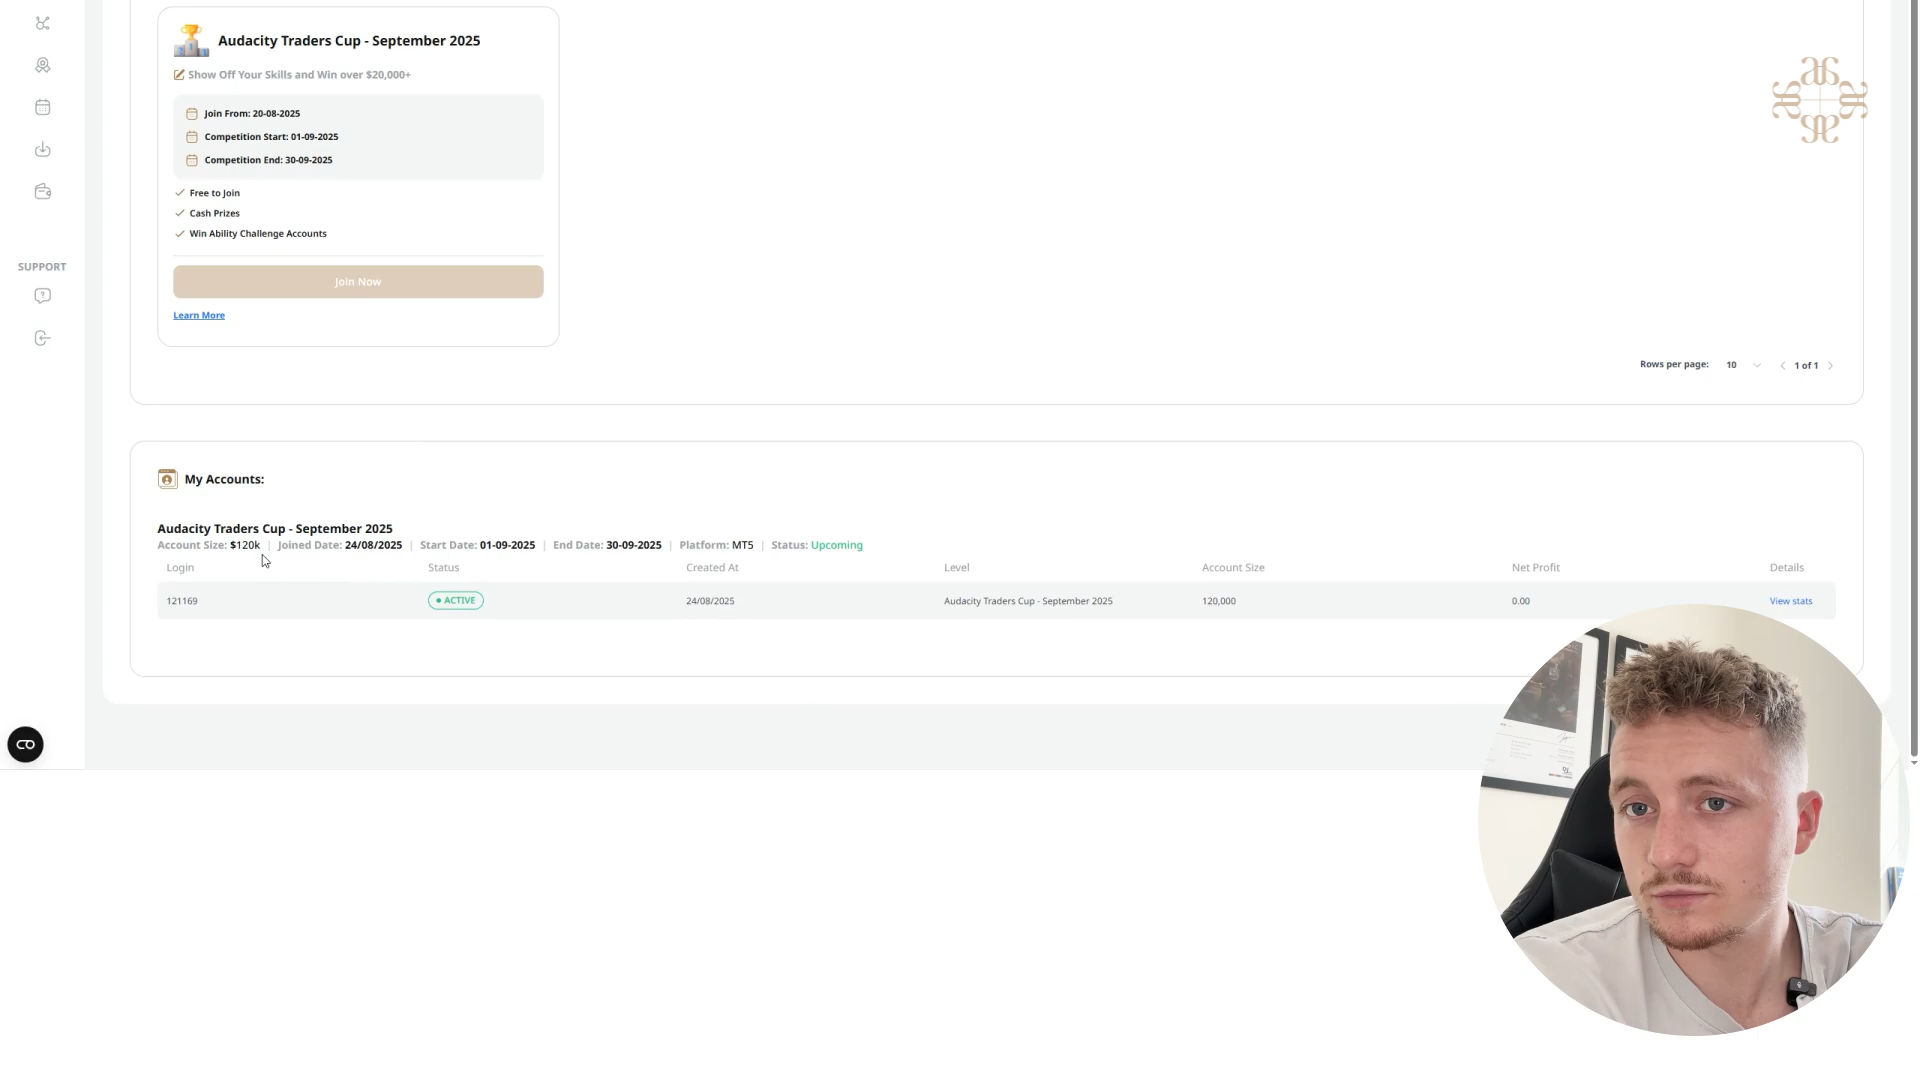 Audacity Traders Cup - September 2025
Show Off Your Skills and Win over $20,000+
Join From: 20-08-2025
Competition Start: 01-09-2025
Competition End: 30-09-2025
Free to Join
Cash Prizes
Win Ability Challenge Accounts
Join Now
SUPPORT
Learn More
Rows per page: 10 1 of 1
My Accounts:
Audacity Traders Cup - September 2025
Account Size: $120k | Joined Date: 24/08/2025 | Start Date: 01-09-2025 | End Date: 30-09-2025 | Platform: MT5 | Status: Upcoming
Login Status Created At Level Account Size Net Profit Details
121169 ACTIVE 24/08/2025 Audacity Traders Cup - September 2025 120,000 0.00 View stats